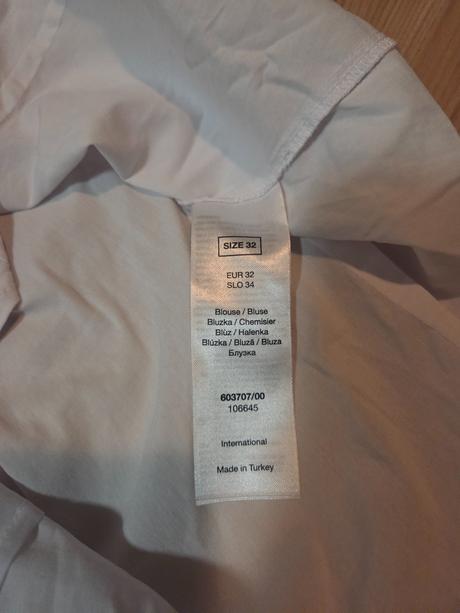 SIZE 32
EUR 32
SLO 34
Blouse / Bluse
Bluzka / Chemisier
Blúz / Halenka
Blúzka / Bluză / Bluza
Блузка
603707/00
106645
International
Made in Turkey